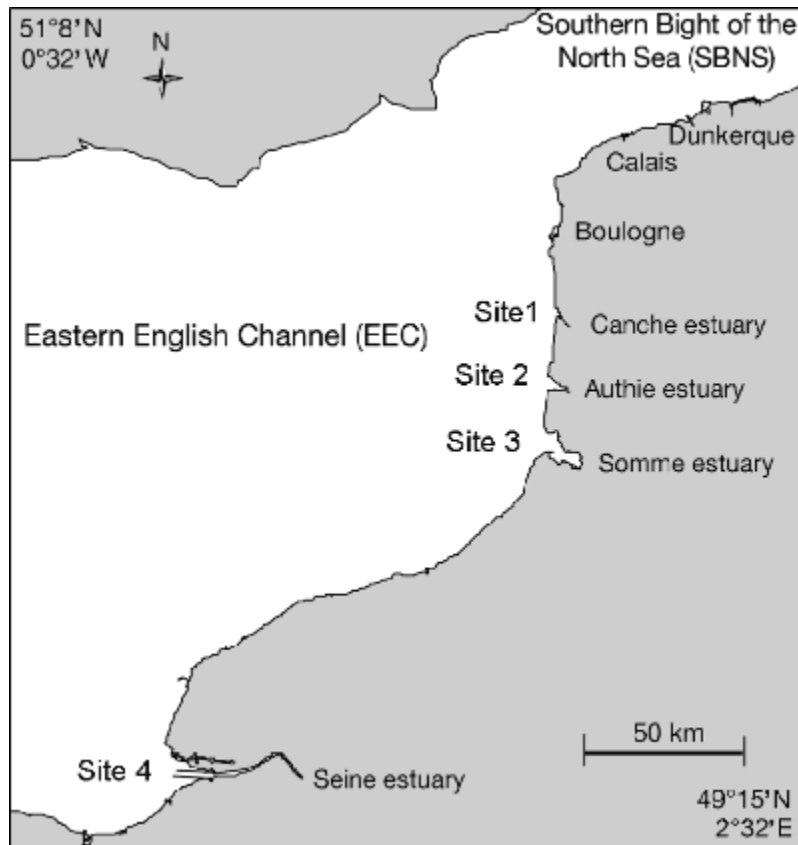 51°8'N
0°32'W
N
Southern Bight of the
North Sea (SBNS)
Dunkerque
Calais
Boulogne
Site1
Canche estuary
Eastern English Channel (EEC)
Site 2
Authie estuary
Site 3
Somme estuary
50 km
Site 4
Seine estuary
49°15'N
2°32'E